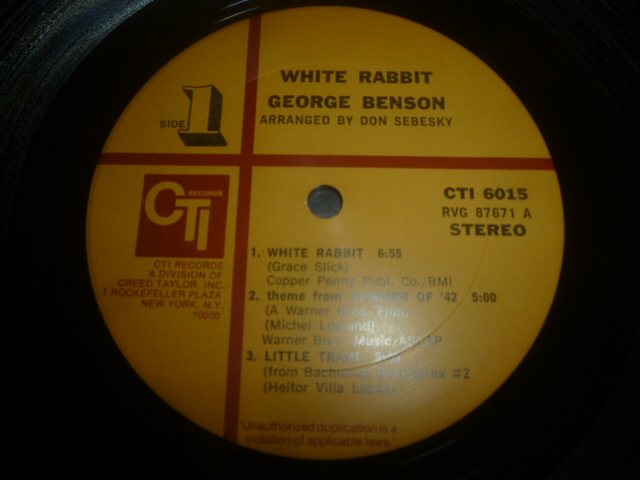 WHITE RABBIT
GEORGE BENSON
ARRANGED BY DON SEBESKY
SIDE 1
CTI RECORDS
CTI RECORDS
A DIVISION OF
CREED TAYLOR, INC.
1 ROCKEFELLER PLAZA
NEW YORK, N.Y.
10020
CTI 6015
RVG 87671 A
STEREO
1. WHITE RABBIT 6:55
(Grace Slick)
Copper Penny Publ. Co./BMI
2. theme from SUMMER OF '42 5:00
(A Warner Bros. Film)
(Michel Legrand)
Warner Bros. Music/ASCAP
3. LITTLE TRAIN
(from Bachianas Brasileiras #2
(Heitor Villa Lobos)
'Unauthorized duplication is a
violation of applicable laws.'